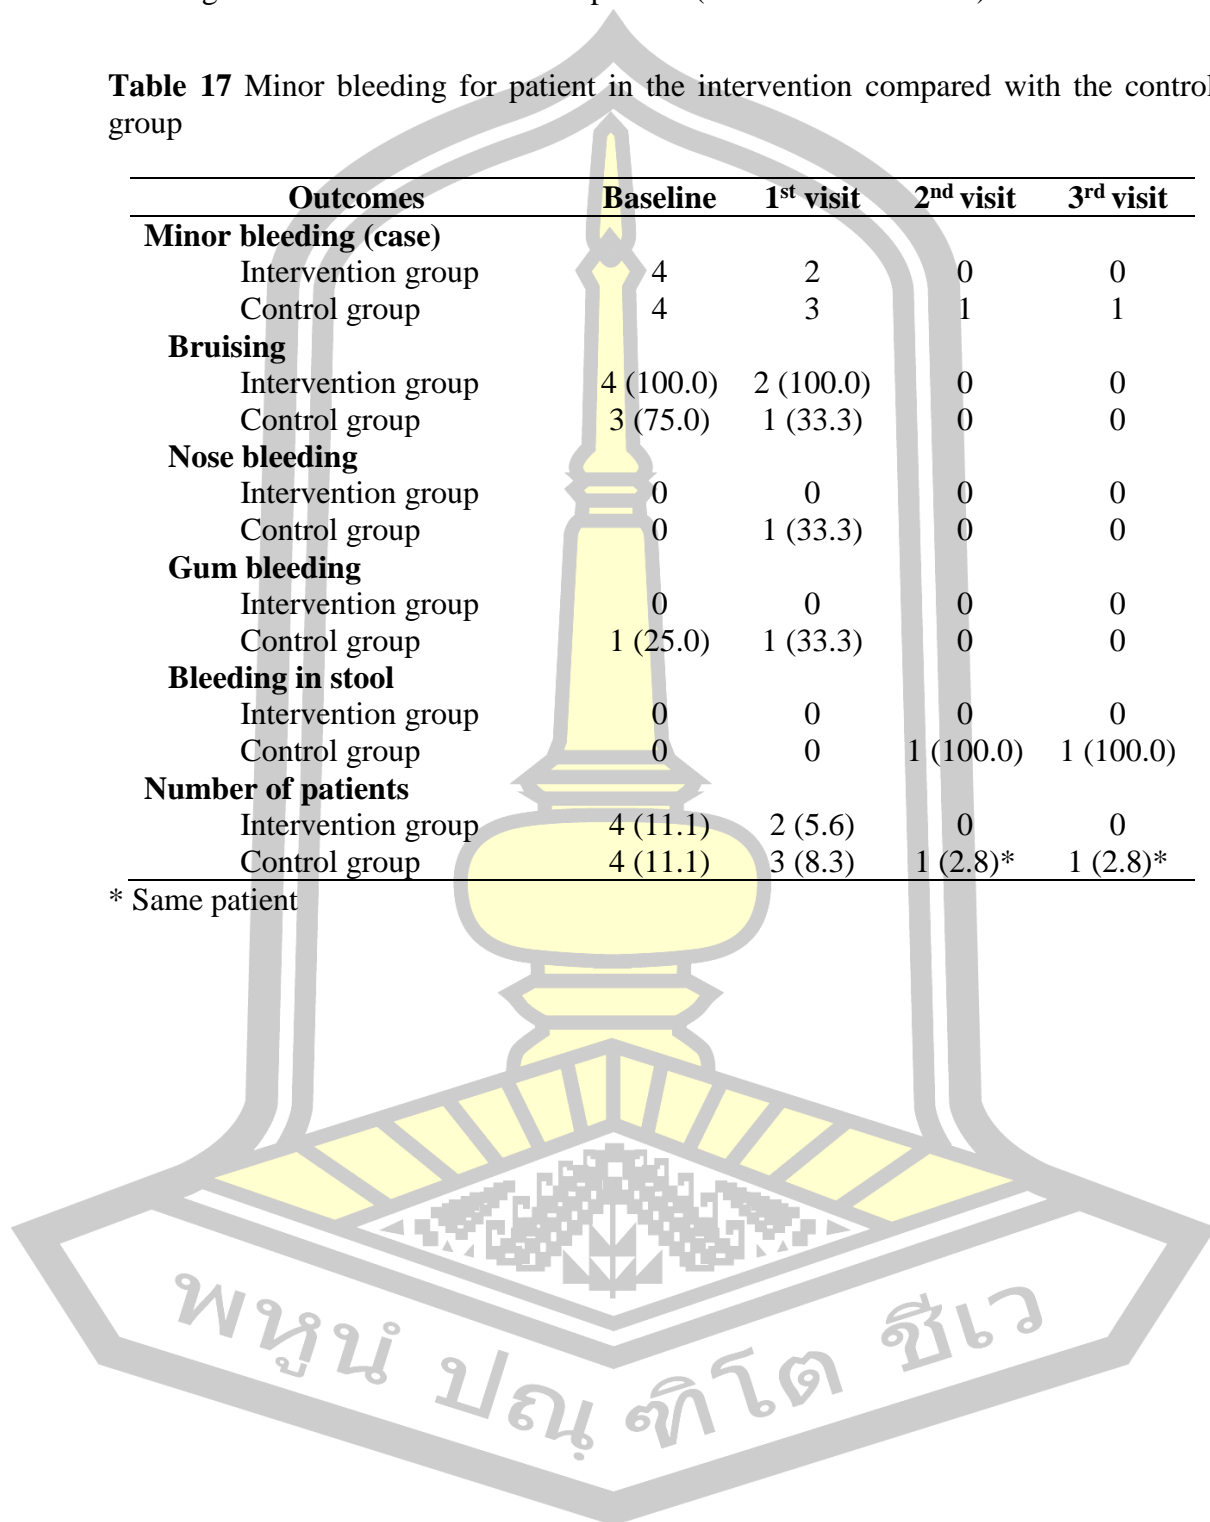 Table 17 Minor bleeding for patient in the intervention compared with the control
group
Outcomes Baseline 1st visit 2nd visit 3rd visit
Minor bleeding (case)
Intervention group 4 2 0 0
Control group 4 3 1 1
Bruising
Intervention group 4 (100.0) 2 (100.0) 0 0
Control group 3 (75.0) 1 (33.3) 0 0
Nose bleeding
Intervention group 0 0 0 0
Control group 0 1 (33.3) 0 0
Gum bleeding
Intervention group 0 0 0 0
Control group 1 (25.0) 1 (33.3) 0 0
Bleeding in stool
Intervention group 0 0 0 0
Control group 0 0 1 (100.0) 1 (100.0)
Number of patients
Intervention group 4 (11.1) 2 (5.6) 0 0
Control group 4 (11.1) 3 (8.3) 1 (2.8)* 1 (2.8)*
* Same patient
พหูนํ ปณฺฑิโต ชีเว